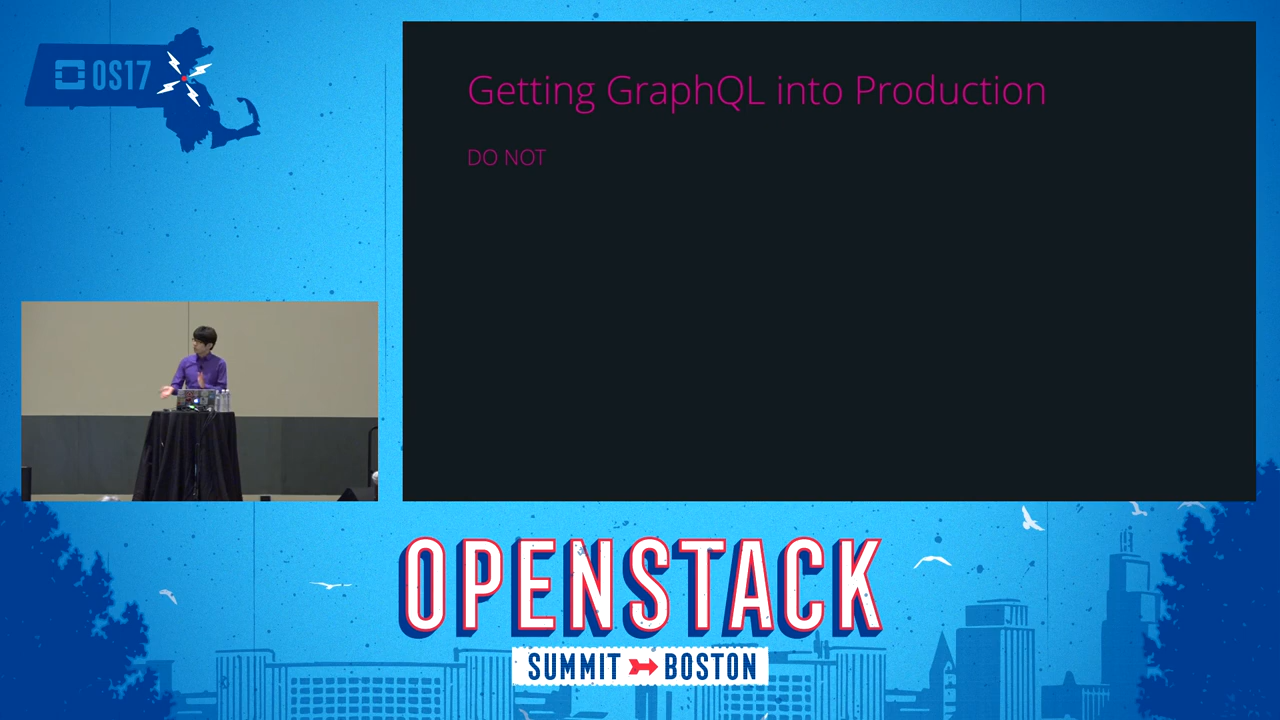 OS17
Getting GraphQL into Production
DO NOT
OPENSTACK
SUMMIT BOSTON